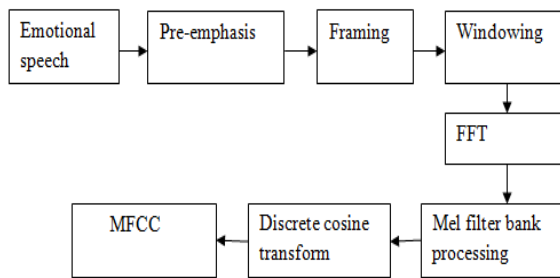 Emotional
speech
Pre-emphasis
Framing
Windowing
FFT
Mel filter bank
processing
Discrete cosine
transform
MFCC